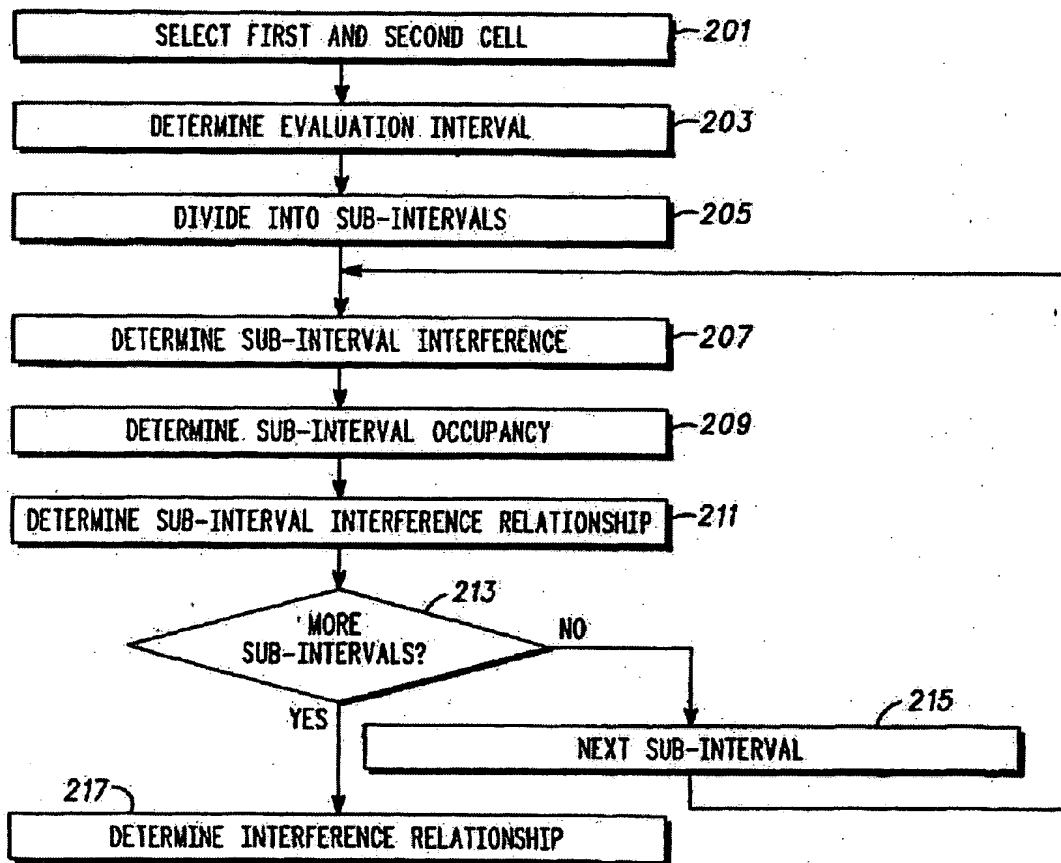 SELECT FIRST AND SECOND CELL 201
DETERMINE EVALUATION INTERVAL 203
DIVIDE INTO SUB-INTERVALS 205
DETERMINE SUB-INTERVAL INTERFERENCE 207
DETERMINE SUB-INTERVAL OCCUPANCY 209
DETERMINE SUB-INTERVAL INTERFERENCE RELATIONSHIP 211
213
MORE
SUB-INTERVALS?
NO
YES
215
NEXT SUB-INTERVAL
217
DETERMINE INTERFERENCE RELATIONSHIP